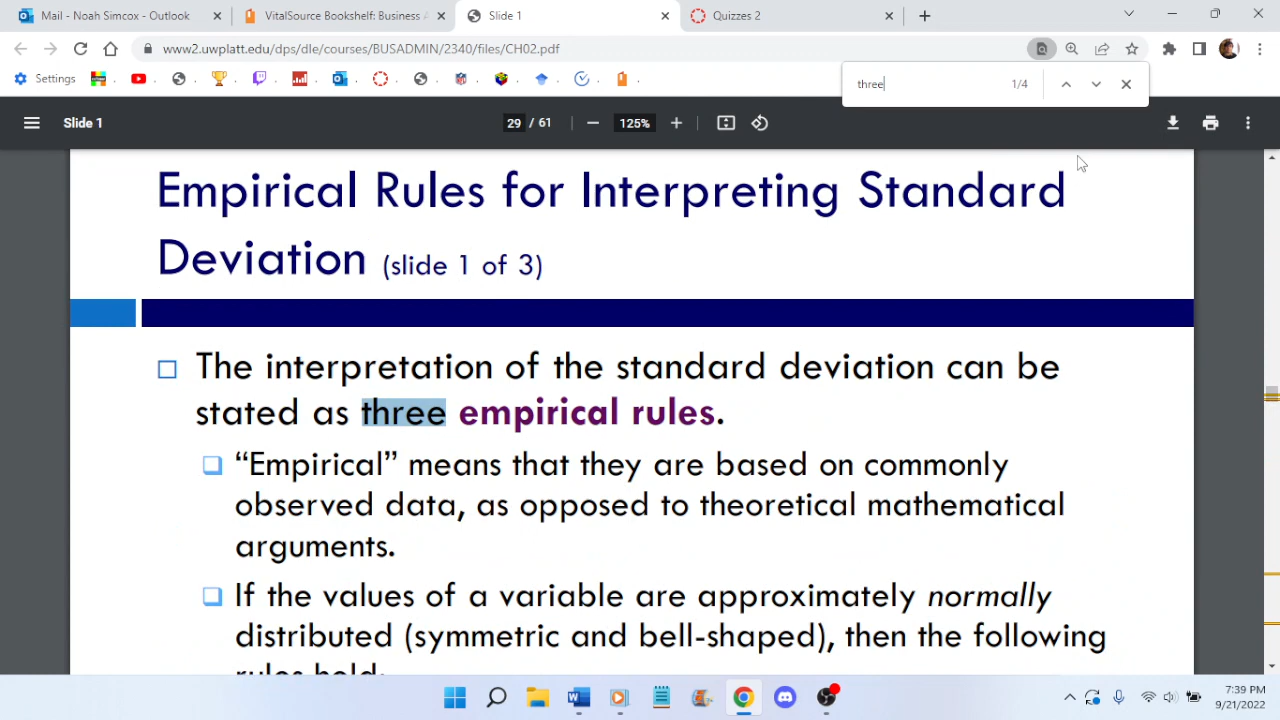 Mail - Noah Simcox - Outlook
VitalSource Bookshelf: Business A
Slide 1
Quizzes 2
www2.uwplatt.edu/dps/dle/courses/BUSADMIN/2340/files/CH02.pdf
Settings
three
1/4
Slide 1
29 / 61
125%
Empirical Rules for Interpreting Standard
Deviation (slide 1 of 3)
The interpretation of the standard deviation can be
stated as three empirical rules.
“Empirical” means that they are based on commonly
observed data, as opposed to theoretical mathematical
arguments.
If the values of a variable are approximately normally
distributed (symmetric and bell-shaped), then the following
rules hold:
7:39 PM
9/21/2022